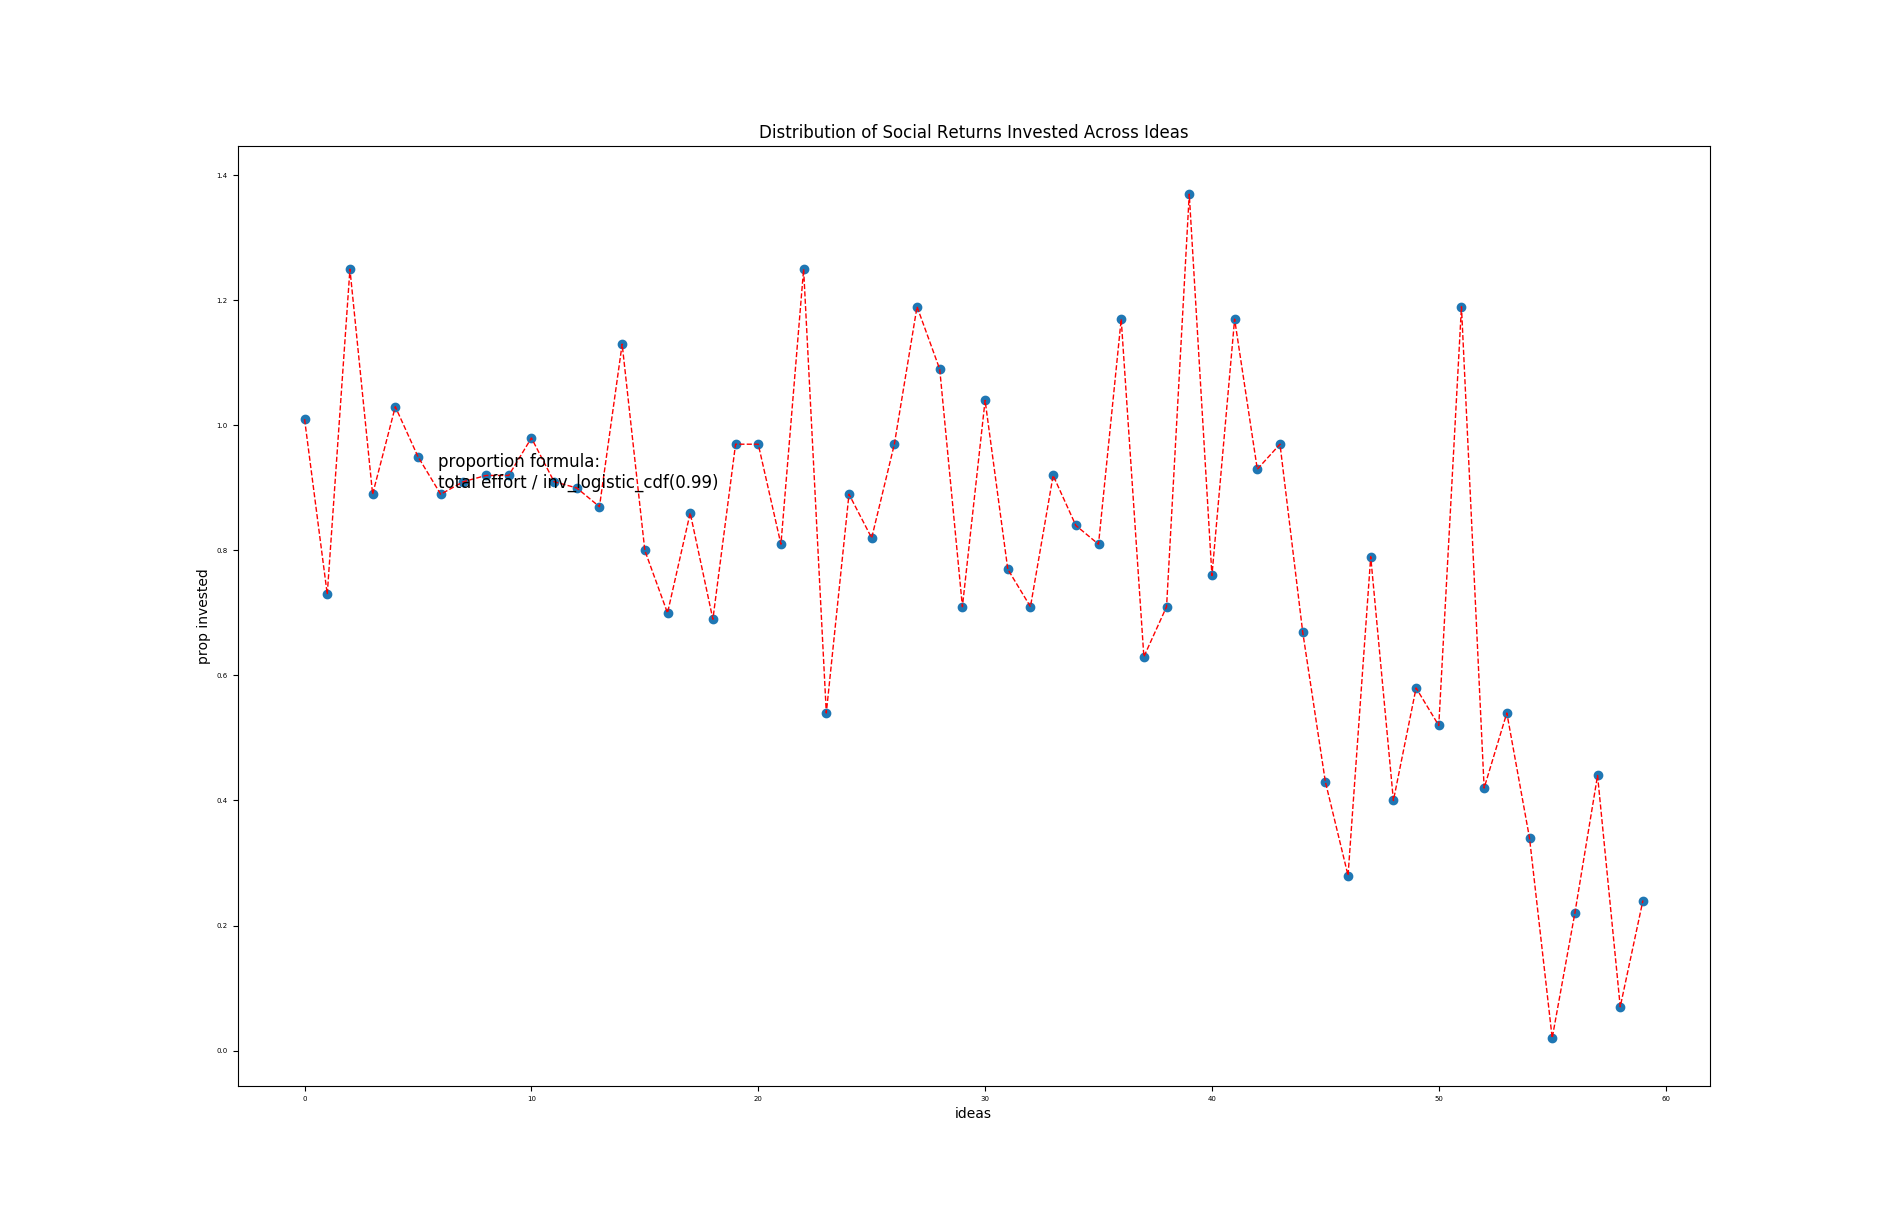 Distribution of Social Returns Invested Across Ideas
1.4
1.2
1.0
0.8
0.6
0.4
0.2
0.0
prop invested
proportion formula:
total effort / inv_logistic_cdf(0.99)
0 10 20 30 40 50 60
ideas